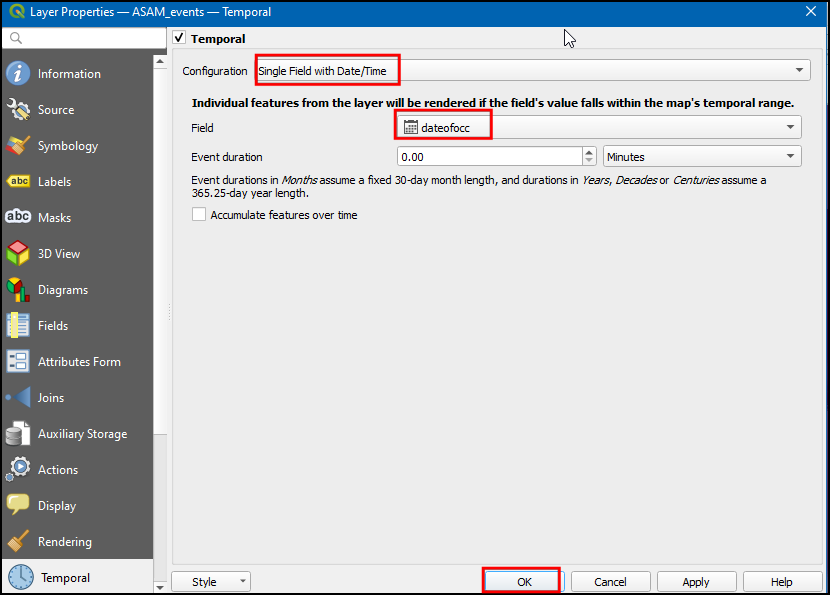 Layer Properties — ASAM_events — Temporal
Information
Source
Symbology
abc Labels
abc Masks
3D View
Diagrams
Fields
Attributes Form
Joins
Auxiliary Storage
Actions
Display
Rendering
Temporal
Temporal
Configuration Single Field with Date/Time
Individual features from the layer will be rendered if the field's value falls within the map's temporal range.
Field dateofocc
Event duration 0.00 Minutes
Event durations in Months assume a fixed 30-day month length, and durations in Years, Decades or Centuries assume a
365.25-day year length.
Accumulate features over time
Style OK Cancel Apply Help